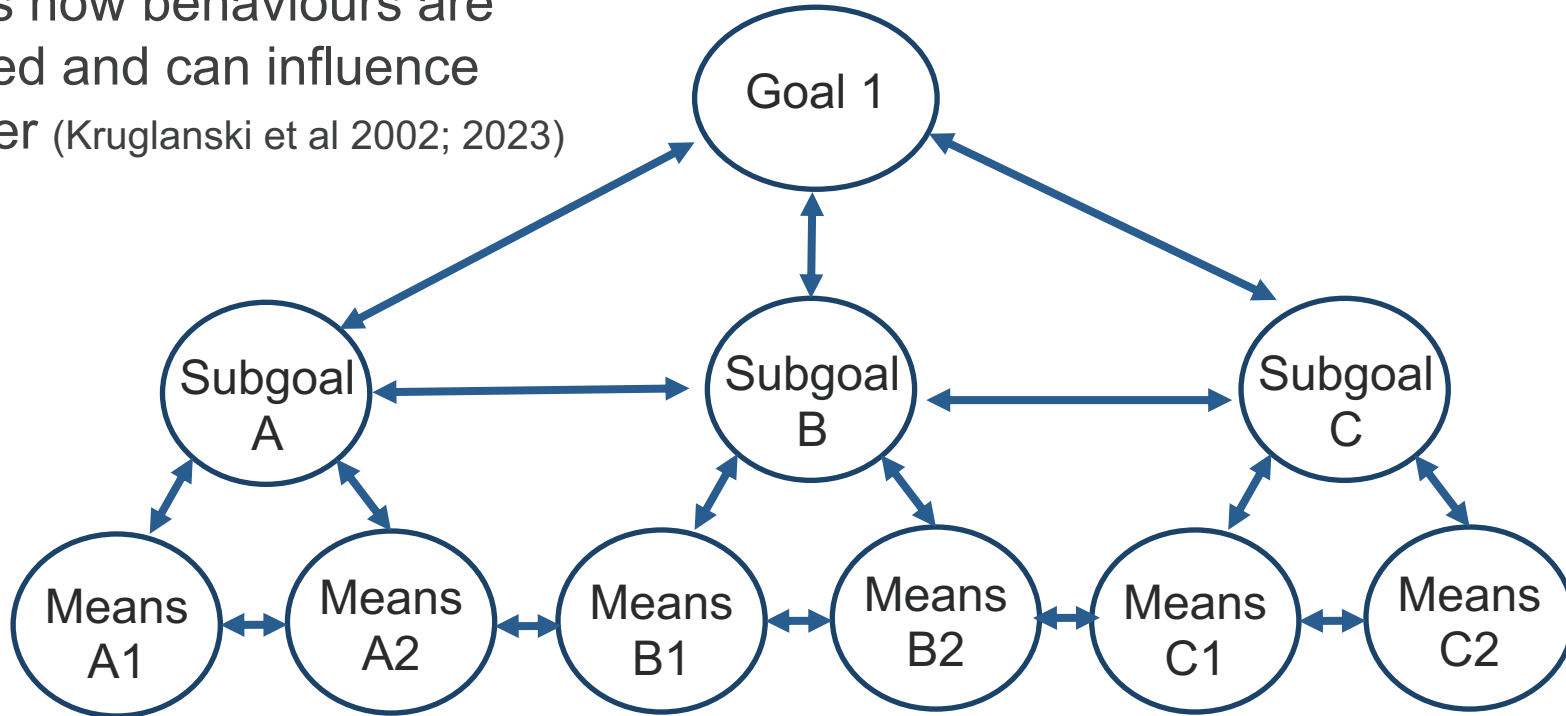 s how behaviours are
ed and can influence
er (Kruglanski et al 2002; 2023)
Goal 1
Subgoal
A
Subgoal
B
Subgoal
C
Means
A1
Means
A2
Means
B1
Means
B2
Means
C1
Means
C2